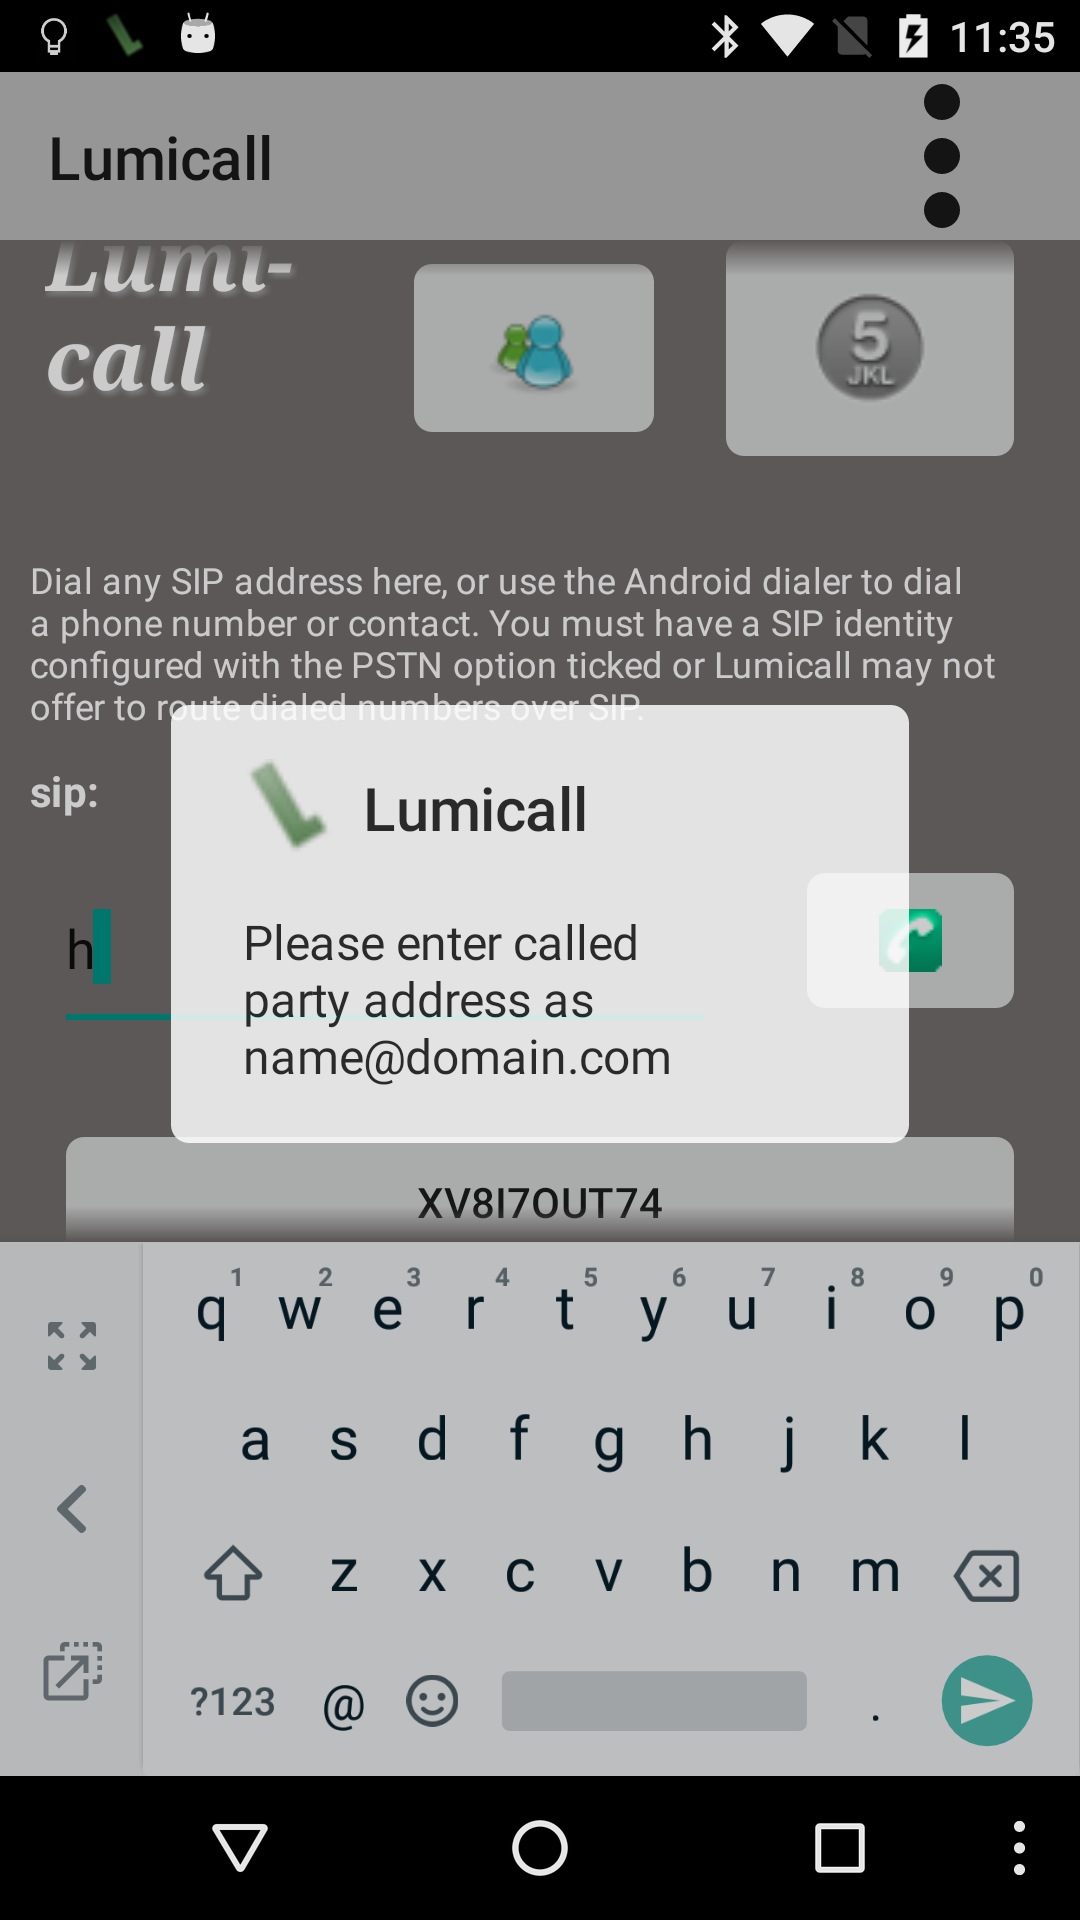 11:35
Lumicall
Lumi-
call
5
JKL
Dial any SIP address here, or use the Android dialer to dial
a phone number or contact. You must have a SIP identity
configured with the PSTN option ticked or Lumicall may not
offer to route dialed numbers over SIP.
sip:
Lumicall
h
Please enter called
party address as
name@domain.com
XV8I7OUT74
1 2 3 4 5 6 7 8 9 0
q w e r t y u i o p
a s d f g h j k l
z x c v b n m
?123 @ .